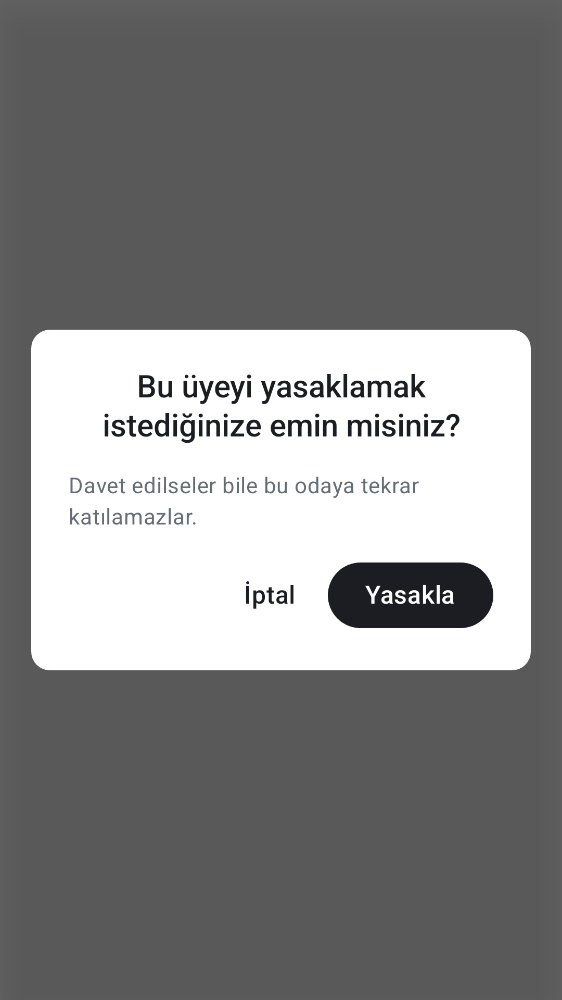 Bu üyeyi yasaklamak
istediğinize emin misiniz?
Davet edilseler bile bu odaya tekrar
katılamazlar.
İptal
Yasakla